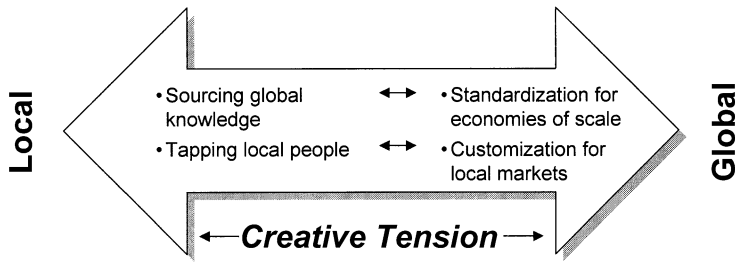 Local
• Sourcing global
knowledge
• Tapping local people
• Standardization for
economies of scale
• Customization for
local markets
Global
Creative Tension